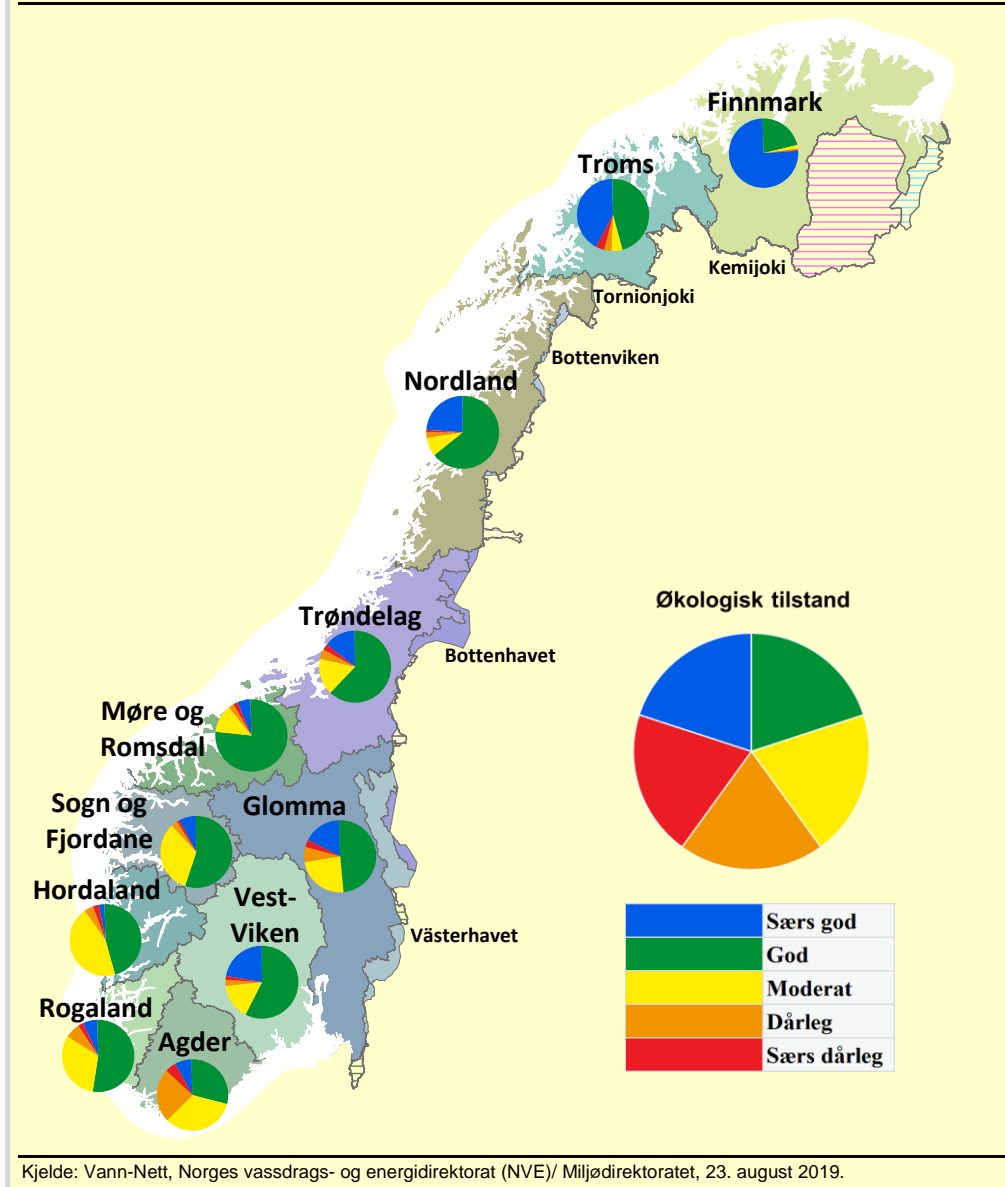 Finnmark
Troms
Kemijoki
Tornionjoki
Bottenviken
Nordland
Trøndelag
Bottenhavet
Møre og
Romsdal
Sogn og
Fjordane
Glomma
Hordaland
Vest-
Viken
Västerhavet
Rogaland
Agder
Økologisk tilstand
Særs god
God
Moderat
Dårleg
Særs dårleg
Kjelde: Vann-Nett, Norges vassdrags- og energidirektorat (NVE)/ Miljødirektoratet, 23. august 2019.